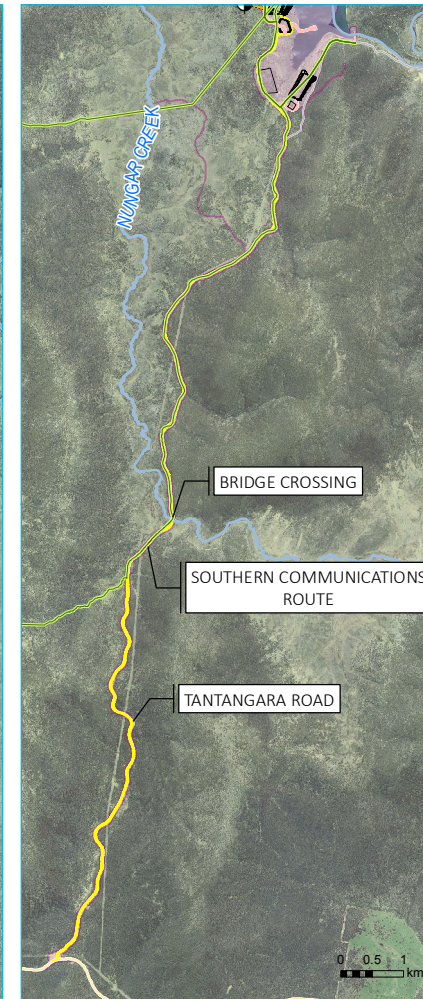 NUNGAR CREEK
BRIDGE CROSSING
SOUTHERN COMMUNICATIONS
ROUTE
TANTANGARA ROAD
0 0.5 1
km